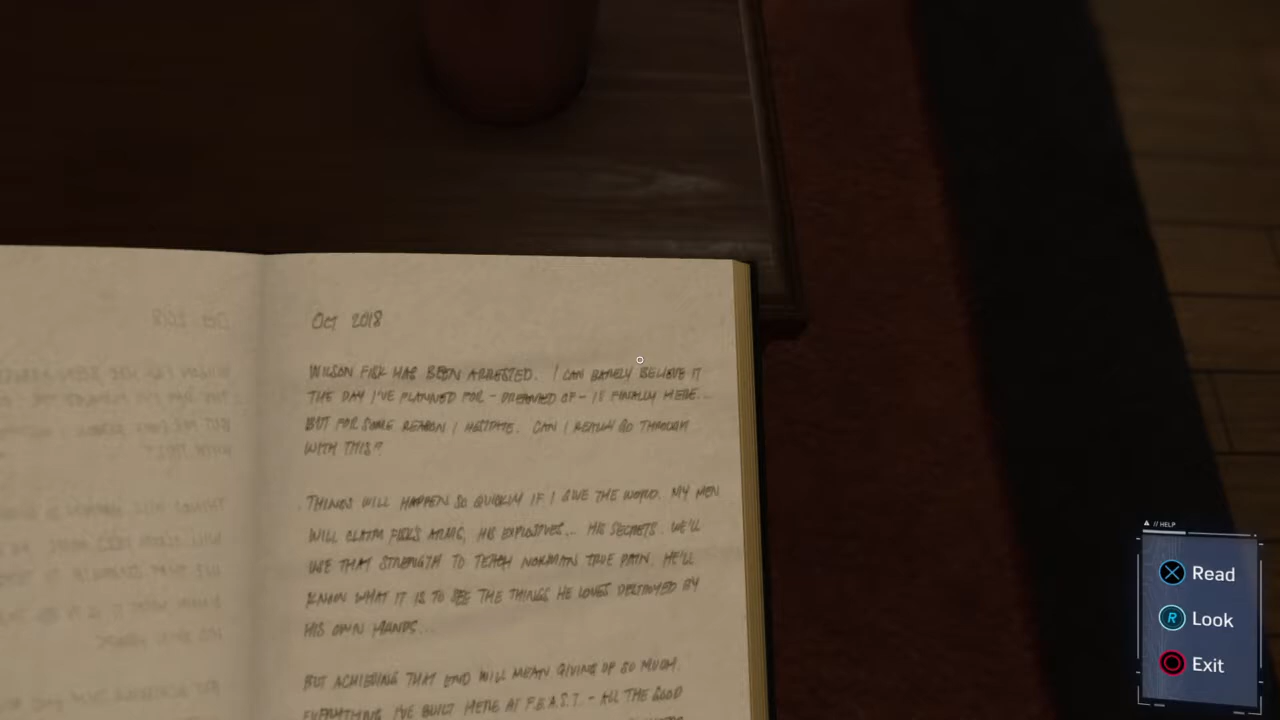 Oct 2018
WILSON FISK HAS BEEN ARRESTED. I CAN BARELY BELIEVE IT
THE DAY I'VE PLANNED FOR - DREAMED OF - IS FINALLY HERE...
BUT FOR SOME REASON I HESITATE. CAN I REALLY GO THROUGH
WITH THIS?
THINGS WILL HAPPEN SO QUICKLY IF I GIVE THE WORD. MY MEN
WILL CLAIM FISK'S ARMS, HIS EXPLOSIVES... HIS SECRETS. WE'LL
USE THAT STRENGTH TO TEACH NORMAN TRUE PAIN. HE'LL
KNOW WHAT IT IS TO SEE THE THINGS HE LOVES DESTROYED BY
HIS OWN HANDS...
BUT ACHIEVING THAT END WILL MEAN GIVING UP SO MUCH.
EVERYTHING I'VE BUILT HERE AT F.E.A.S.T. - ALL THE GOOD
// HELP
Read
R Look
Exit